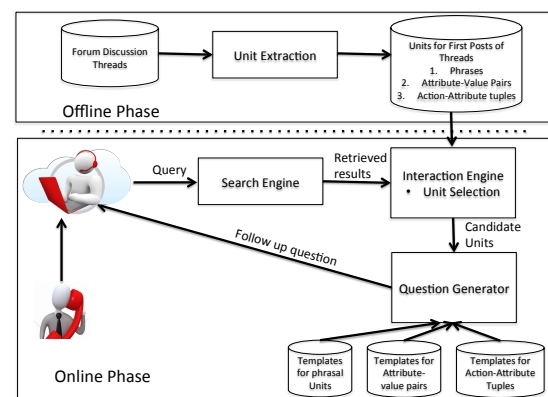 Forum Discussion
Threads
Unit Extraction
Units for First Posts of
Threads
1. Phrases
2. Attribute-Value Pairs
3. Action-Attribute tuples
Offline Phase
Query
Search Engine
Retrieved
results
Interaction Engine
• Unit Selection
Candidate
Units
Follow up question
Question Generator
Templates
for phrasal
Units
Templates for
Attribute-
value pairs
Templates for
Action-Attribute
Tuples
Online Phase